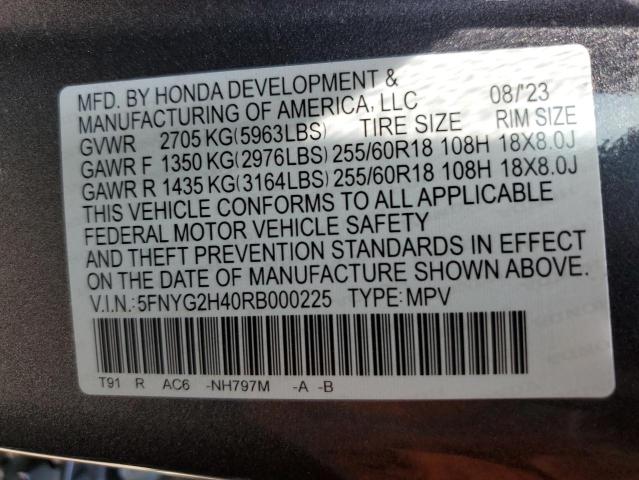 MFD. BY HONDA DEVELOPMENT &
MANUFACTURING OF AMERICA, LLC 08/'23
GVWR 2705 KG(5963LBS) TIRE SIZE RIM SIZE
GAWR F 1350 KG(2976LBS) 255/60R18 108H 18X8.0J
GAWR R 1435 KG(3164LBS) 255/60R18 108H 18X8.0J
THIS VEHICLE CONFORMS TO ALL APPLICABLE
FEDERAL MOTOR VEHICLE SAFETY
AND THEFT PREVENTION STANDARDS IN EFFECT
ON THE DATE OF MANUFACTURE SHOWN ABOVE.
V.I.N.:5FNYG2H40RB000225 TYPE:MPV
T91 R AC6 -NH797M -A -B